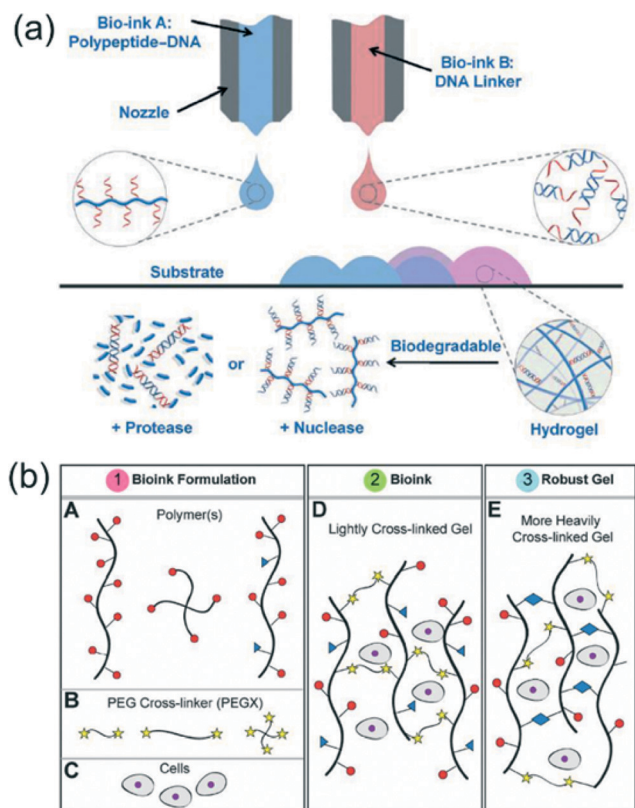 (a)
Bio-ink A:
Polypeptide–DNA
Bio-ink B:
DNA Linker
Nozzle
Substrate
Biodegradable
or
+ Protease
+ Nuclease
Hydrogel
(b)
1 Bioink Formulation
2 Bioink
3 Robust Gel
A
Polymer(s)
D
Lightly Cross-linked Gel
E
More Heavily
Cross-linked Gel
B
PEG Cross-linker (PEGX)
C
Cells